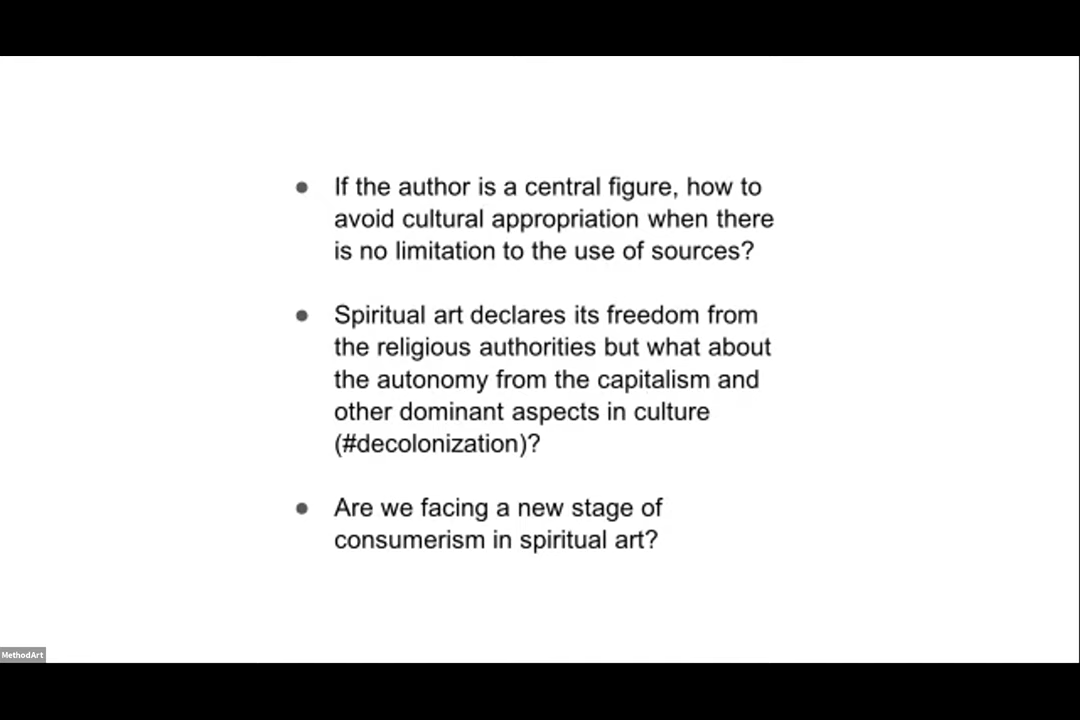 ● If the author is a central figure, how to
avoid cultural appropriation when there
is no limitation to the use of sources?
● Spiritual art declares its freedom from
the religious authorities but what about
the autonomy from the capitalism and
other dominant aspects in culture
(#decolonization)?
● Are we facing a new stage of
consumerism in spiritual art?
MethodArt